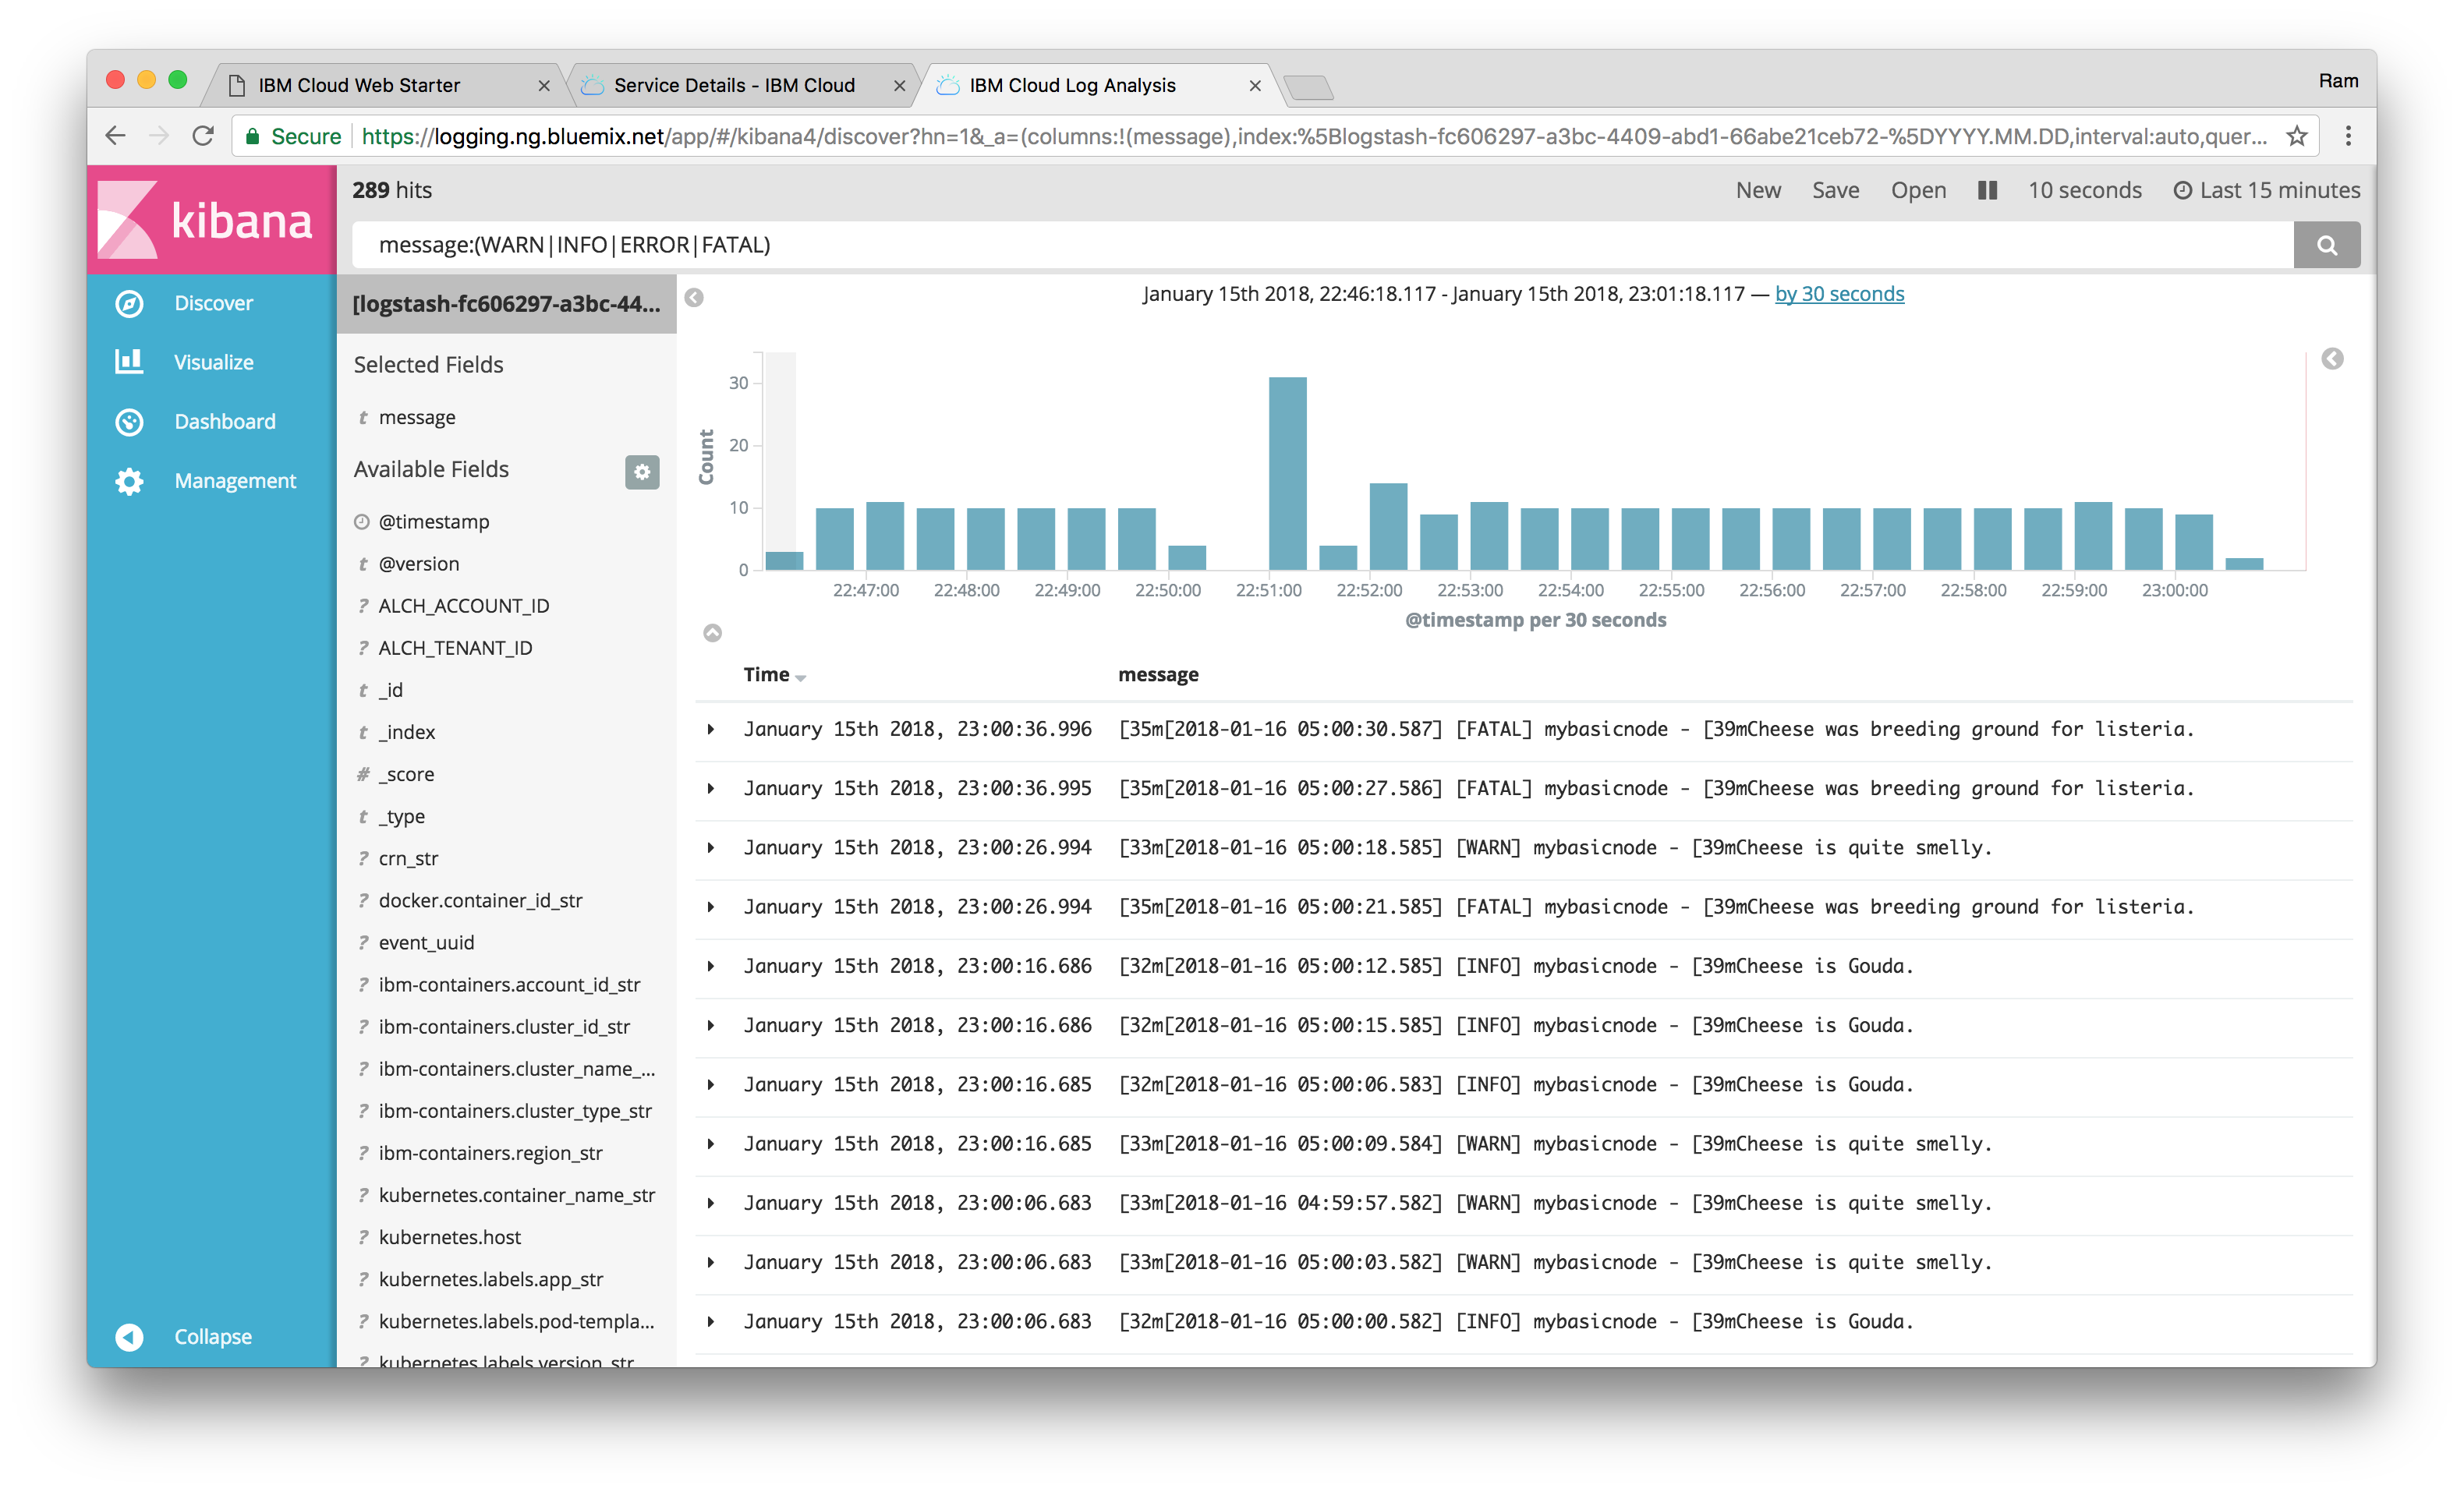 IBM Cloud Web Starter
Service Details - IBM Cloud
IBM Cloud Log Analysis
Ram
Secure https://logging.ng.bluemix.net/app/#/kibana4/discover?hn=1&_a=(columns:!(message),index:%5Blogstash-fc606297-a3bc-4409-abd1-66abe21ceb72-%5DYYYY.MM.DD,interval:auto,quer...
kibana
Discover
Visualize
Dashboard
Management
Collapse
289 hits
New Save Open 10 seconds Last 15 minutes
message:(WARN|INFO|ERROR|FATAL)
[logstash-fc606297-a3bc-44...
Selected Fields
t message
Available Fields
@timestamp
t @version
? ALCH_ACCOUNT_ID
? ALCH_TENANT_ID
t _id
t _index
# _score
t _type
? crn_str
? docker.container_id_str
? event_uuid
? ibm-containers.account_id_str
? ibm-containers.cluster_id_str
? ibm-containers.cluster_name_...
? ibm-containers.cluster_type_str
? ibm-containers.region_str
? kubernetes.container_name_str
? kubernetes.host
? kubernetes.labels.app_str
? kubernetes.labels.pod-templa...
? kubernetes.labels.version_str
January 15th 2018, 22:46:18.117 - January 15th 2018, 23:01:18.117 — by 30 seconds
Count
30
20
10
0
22:47:00 22:48:00 22:49:00 22:50:00 22:51:00 22:52:00 22:53:00 22:54:00 22:55:00 22:56:00 22:57:00 22:58:00 22:59:00 23:00:00
@timestamp per 30 seconds
Time message
January 15th 2018, 23:00:36.996 [35m[2018-01-16 05:00:30.587] [FATAL] mybasicnode - [39mCheese was breeding ground for listeria.
January 15th 2018, 23:00:36.995 [35m[2018-01-16 05:00:27.586] [FATAL] mybasicnode - [39mCheese was breeding ground for listeria.
January 15th 2018, 23:00:26.994 [33m[2018-01-16 05:00:18.585] [WARN] mybasicnode - [39mCheese is quite smelly.
January 15th 2018, 23:00:26.994 [35m[2018-01-16 05:00:21.585] [FATAL] mybasicnode - [39mCheese was breeding ground for listeria.
January 15th 2018, 23:00:16.686 [32m[2018-01-16 05:00:12.585] [INFO] mybasicnode - [39mCheese is Gouda.
January 15th 2018, 23:00:16.686 [32m[2018-01-16 05:00:15.585] [INFO] mybasicnode - [39mCheese is Gouda.
January 15th 2018, 23:00:16.685 [32m[2018-01-16 05:00:06.583] [INFO] mybasicnode - [39mCheese is Gouda.
January 15th 2018, 23:00:16.685 [33m[2018-01-16 05:00:09.584] [WARN] mybasicnode - [39mCheese is quite smelly.
January 15th 2018, 23:00:06.683 [33m[2018-01-16 04:59:57.582] [WARN] mybasicnode - [39mCheese is quite smelly.
January 15th 2018, 23:00:06.683 [33m[2018-01-16 05:00:03.582] [WARN] mybasicnode - [39mCheese is quite smelly.
January 15th 2018, 23:00:06.683 [32m[2018-01-16 05:00:00.582] [INFO] mybasicnode - [39mCheese is Gouda.